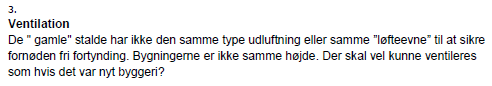 3.
Ventilation
De " gamle" stalde har ikke den samme type udluftning eller samme ”løfteevne” til at sikre
fornøden fri fortynding. Bygningerne er ikke samme højde. Der skal vel kunne ventileres
som hvis det var nyt byggeri?